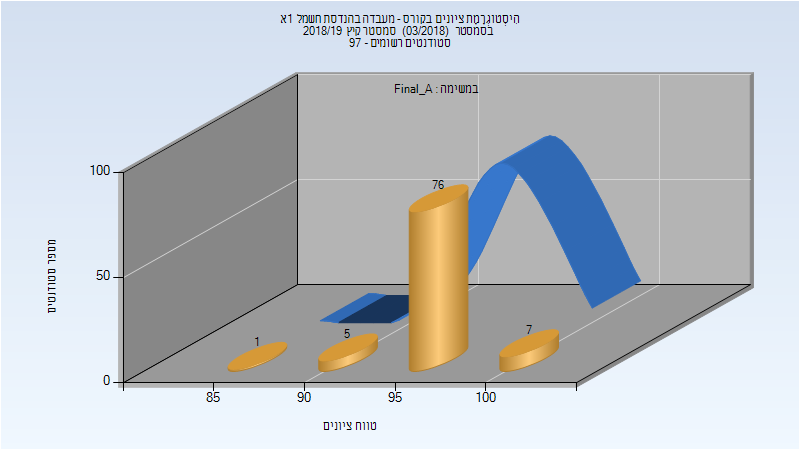 היסטוגרמת ציונים בקורס - מעבדה בהנדסת חשמל 1א
בסמסטר (03/2018) סמסטר קיץ 2018/19
סטודנטים רשומים - 97
במשימה: Final_A
מספר סטודנטים
100
50
0
1
5
76
7
85
90
95
100
טווח ציונים